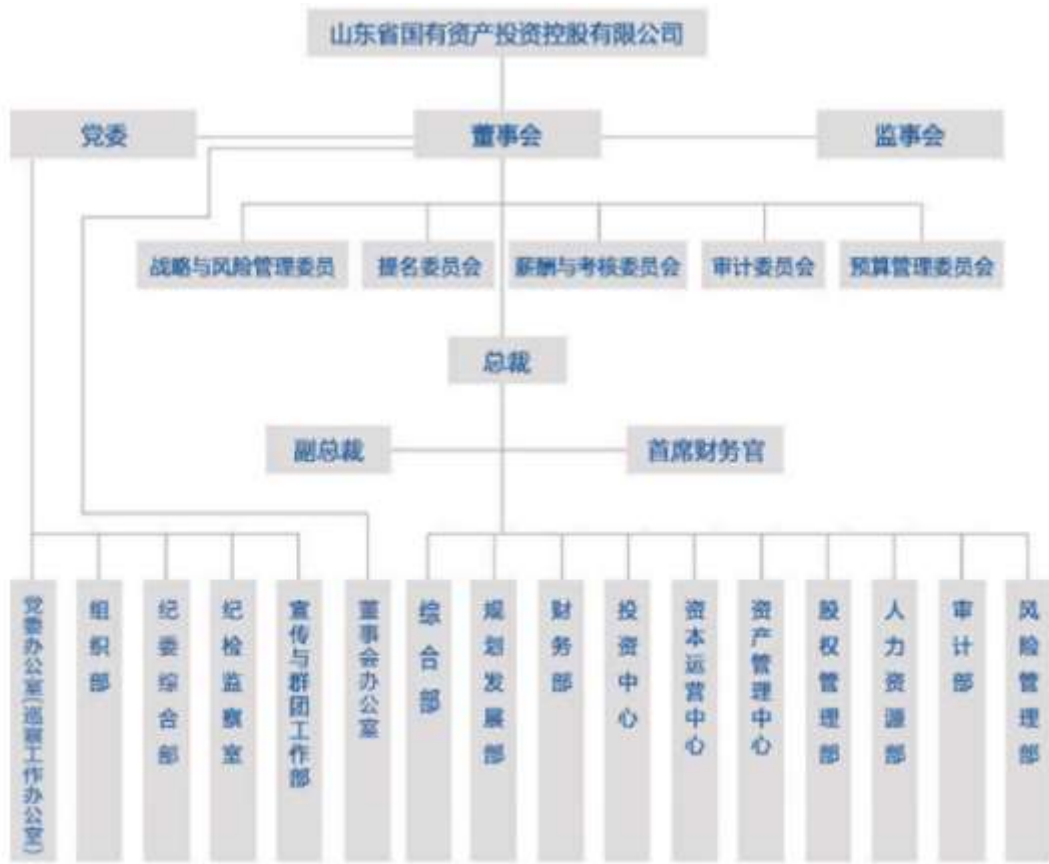 山东省国有资产投资控股有限公司
党委
董事会
监事会
战略与风险管理委员
提名委员会
薪酬与考核委员会
审计委员会
预算管理委员会
总裁
副总裁
首席财务官
党委办公室(巡察工作办公室)
组织部
纪委综合部
纪检监察室
宣传与群团工作部
董事会办公室
综合部
规划发展部
财务部
投资中心
资本运营中心
资产管理中心
股权管理部
人力资源部
审计部
风险管理部